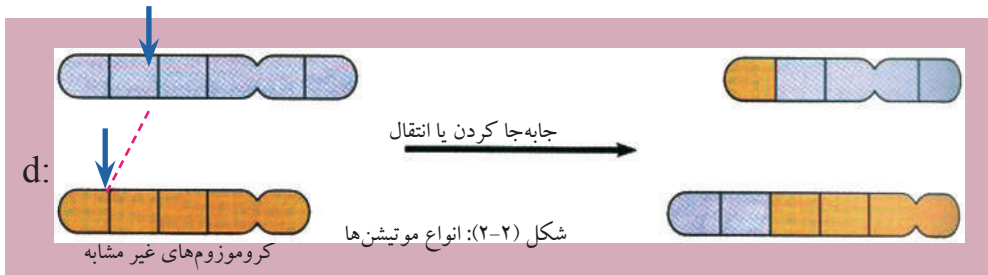 d:
جابه‌جا کردن یا انتقال
شکل (۲-۲): انواع موتیشن‌ها
کروموزوم‌های غیر مشابه